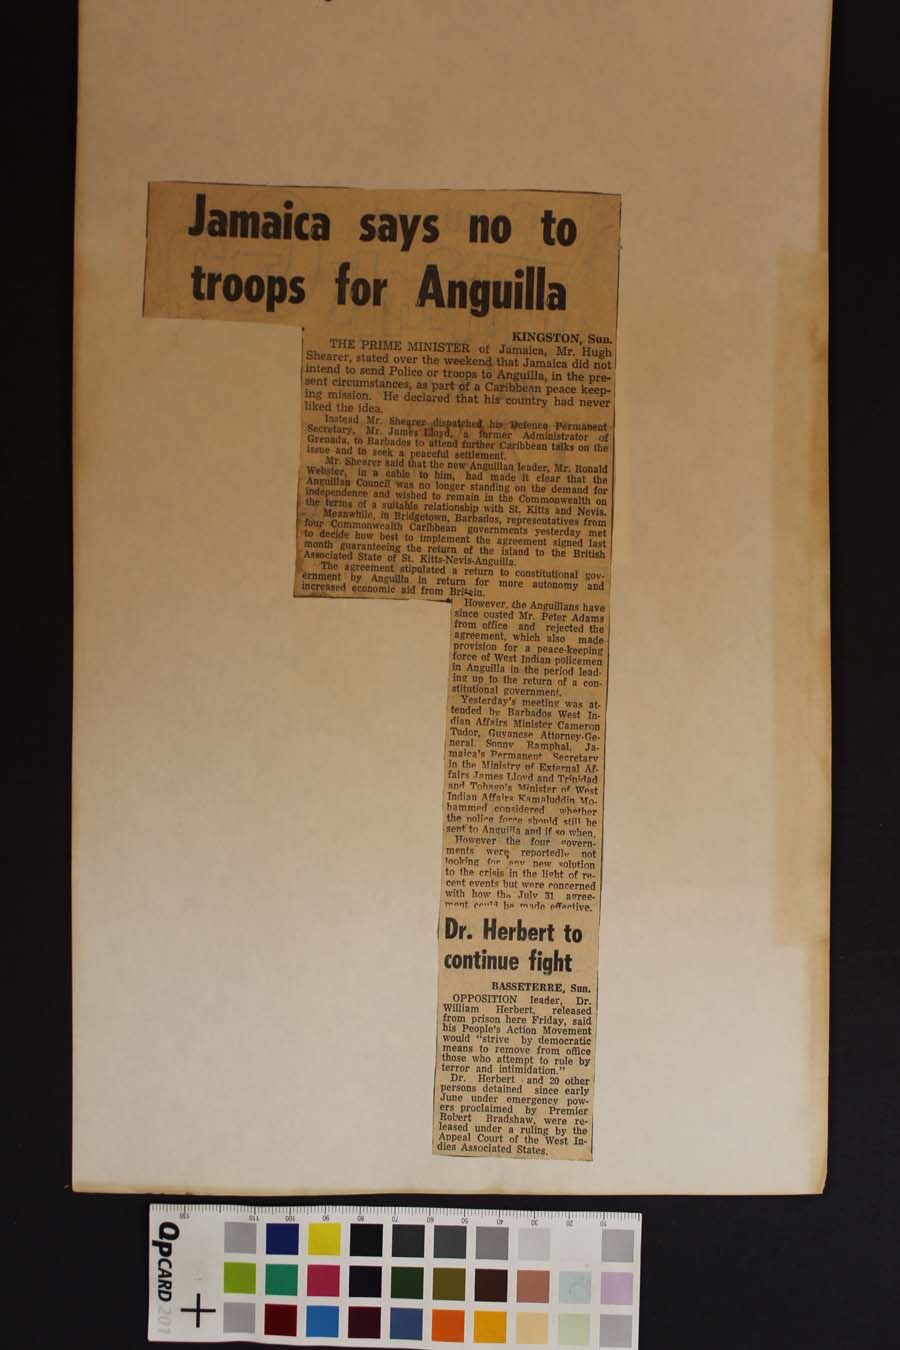 Jamaica says no to
troops for Anguilla
KINGSTON, Sun.
THE PRIME MINISTER of Jamaica, Mr. Hugh
Shearer, stated over the weekend that Jamaica did not
intend to send Police or troops to Anguilla, in the pre-
sent circumstances, as part of a Caribbean peace keep-
ing mission. He declared that his country had never
liked the idea.
Instead Mr. Shearer dispatched his Defence Permanent
Secretary, Mr. James Lloyd, a former Administrator of
Grenada, to Barbados to attend further Caribbean talks on the
issue and to seek a peaceful settlement.
Mr. Shearer said that the new Anguillan leader, Mr. Ronald
Webster, in a cable to him, had made it clear that the
Anguillan Council was no longer standing on the demand for
independence and wished to remain in the Commonwealth on
the terms of a suitable relationship with St. Kitts and Nevis.
Meanwhile, in Bridgetown, Barbados, representatives from
four Commonwealth Caribbean governments yesterday met
to decide how best to implement the agreement signed last
month guaranteeing the return of the island to the British
Associated State of St. Kitts-Nevis-Anguilla.
The agreement stipulated a return to constitutional gov-
ernment by Anguilla in return for more autonomy and
increased economic aid from Britain.
However, the Anguillans have
since ousted Mr. Peter Adams
from office and rejected the
agreement, which also made
provision for a peace-keeping
force of West Indian policemen
in Anguilla in the period lead-
ing up to the return of a con-
stitutional government.
Yesterday's meeting was at-
tended by Barbados West In-
dian Affairs Minister Cameron
Tudor, Guyanese Attorney-Ge-
neral, Sonny Ramphal, Ja-
maica's Permanent Secretary
in the Ministry of External Af-
fairs James Lloyd and Trinidad
and Tobago's Minister of West
Indian Affairs Kamaluddin Mo-
hammed considered whether
the police force should still be
sent to Anguilla and if so when.
However the four govern-
ments were reportedly not
looking for any new solution
to the crisis in the light of re-
cent events but were concerned
with how the July 31 agree-
ment could be made effective.
Dr. Herbert to
continue fight
BASSETERRE, Sun.
OPPOSITION leader, Dr.
William Herbert, released
from prison here Friday, said
his People's Action Movement
would "strive by democratic
means to remove from office
those who attempt to rule by
terror and intimidation."
Dr. Herbert and 20 other
persons detained since early
June under emergency pow-
ers proclaimed by Premier
Robert Bradshaw, were re-
leased under a ruling by the
Appeal Court of the West In-
dies Associated States.
130 110 100 90 80 70 60 50 40 30 20 10
QPCARD 201